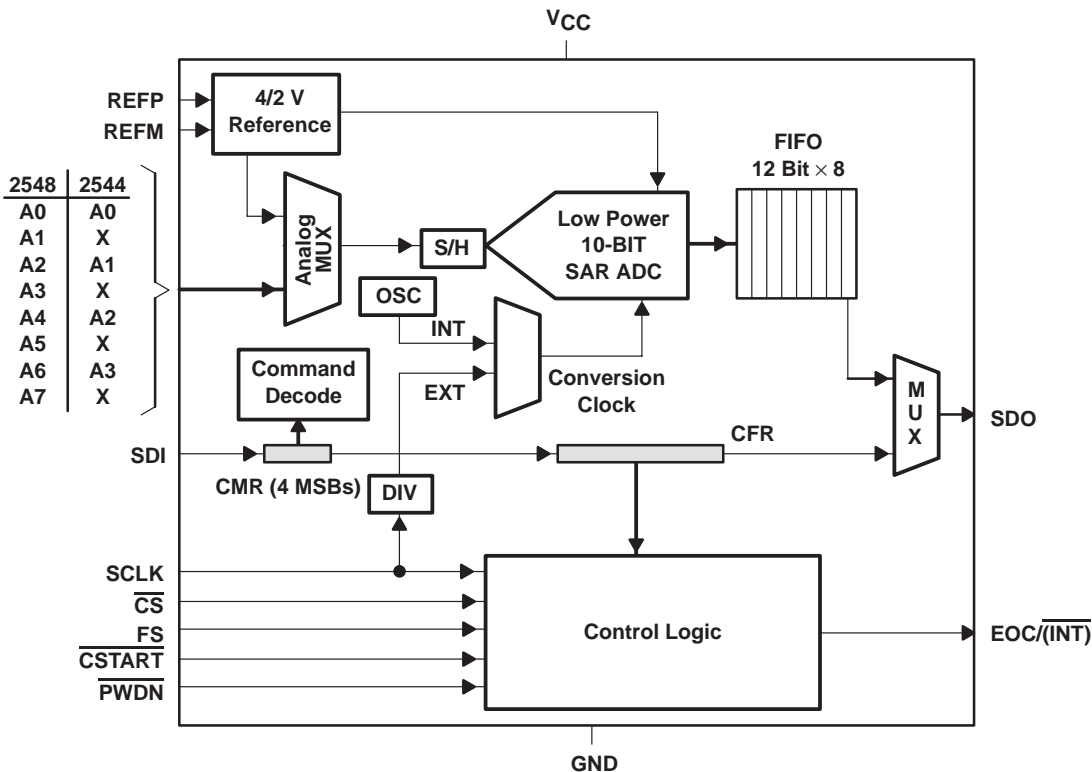 VCC
REFP
REFM
4/2 V
Reference
FIFO
12 Bit × 8
2548 2544
A0 A0
A1 X
A2 A1
A3 X
A4 A2
A5 X
A6 A3
A7 X
Analog
MUX
S/H
Low Power
10-BIT
SAR ADC
OSC
INT
EXT
Conversion
Clock
Command
Decode
MUX
SDO
SDI
CMR (4 MSBs)
CFR
DIV
SCLK
CS
FS
CSTART
PWDN
Control Logic
EOC/(INT)
GND